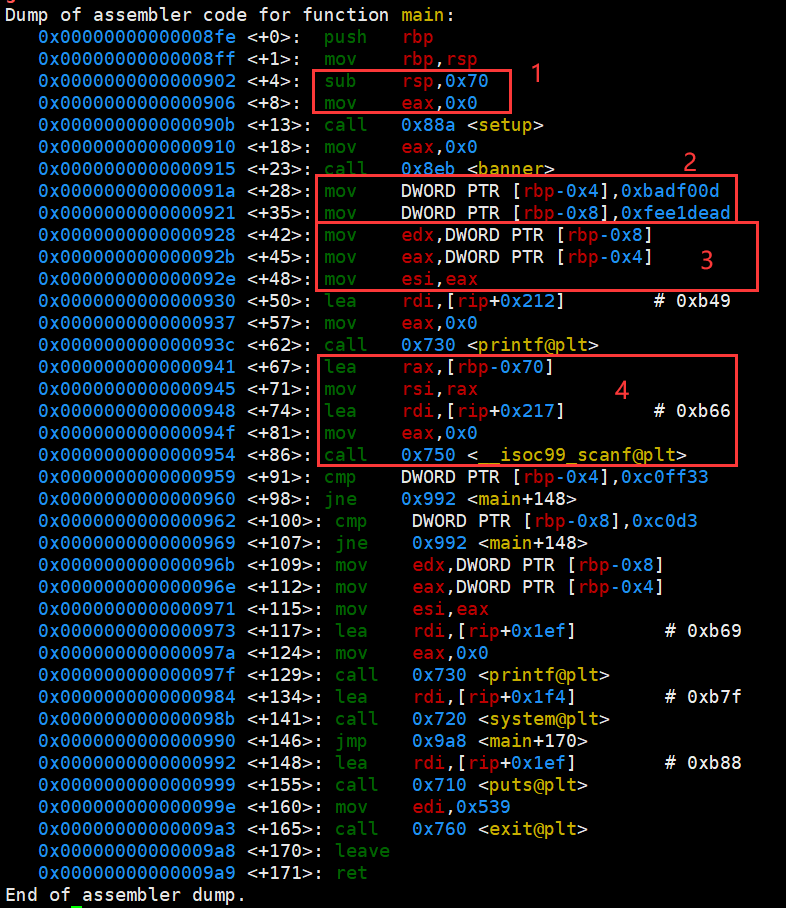 Dump of assembler code for function main:
0x00000000000008fe <+0>: push rbp
0x00000000000008ff <+1>: mov rbp,rsp
0x0000000000000902 <+4>: sub rsp,0x70 1
0x0000000000000906 <+8>: mov eax,0x0
0x000000000000090b <+13>: call 0x88a <setup>
0x0000000000000910 <+18>: mov eax,0x0
0x0000000000000915 <+23>: call 0x8eb <banner> 2
0x000000000000091a <+28>: mov DWORD PTR [rbp-0x4],0xbadf00d
0x0000000000000921 <+35>: mov DWORD PTR [rbp-0x8],0xfee1dead
0x0000000000000928 <+42>: mov edx,DWORD PTR [rbp-0x8]
0x000000000000092b <+45>: mov eax,DWORD PTR [rbp-0x4] 3
0x000000000000092e <+48>: mov esi,eax
0x0000000000000930 <+50>: lea rdi,[rip+0x212] # 0xb49
0x0000000000000937 <+57>: mov eax,0x0
0x000000000000093c <+62>: call 0x730 <printf@plt>
0x0000000000000941 <+67>: lea rax,[rbp-0x70]
0x0000000000000945 <+71>: mov rsi,rax 4
0x0000000000000948 <+74>: lea rdi,[rip+0x217] # 0xb66
0x000000000000094f <+81>: mov eax,0x0
0x0000000000000954 <+86>: call 0x750 <__isoc99_scanf@plt>
0x0000000000000959 <+91>: cmp DWORD PTR [rbp-0x4],0xc0ff33
0x0000000000000960 <+98>: jne 0x992 <main+148>
0x0000000000000962 <+100>: cmp DWORD PTR [rbp-0x8],0xc0d3
0x0000000000000969 <+107>: jne 0x992 <main+148>
0x000000000000096b <+109>: mov edx,DWORD PTR [rbp-0x8]
0x000000000000096e <+112>: mov eax,DWORD PTR [rbp-0x4]
0x0000000000000971 <+115>: mov esi,eax
0x0000000000000973 <+117>: lea rdi,[rip+0x1ef] # 0xb69
0x000000000000097a <+124>: mov eax,0x0
0x000000000000097f <+129>: call 0x730 <printf@plt>
0x0000000000000984 <+134>: lea rdi,[rip+0x1f4] # 0xb7f
0x000000000000098b <+141>: call 0x720 <system@plt>
0x0000000000000990 <+146>: jmp 0x9a8 <main+170>
0x0000000000000992 <+148>: lea rdi,[rip+0x1ef] # 0xb88
0x0000000000000999 <+155>: call 0x710 <puts@plt>
0x000000000000099e <+160>: mov edi,0x539
0x00000000000009a3 <+165>: call 0x760 <exit@plt>
0x00000000000009a8 <+170>: leave
0x00000000000009a9 <+171>: ret
End of assembler dump.